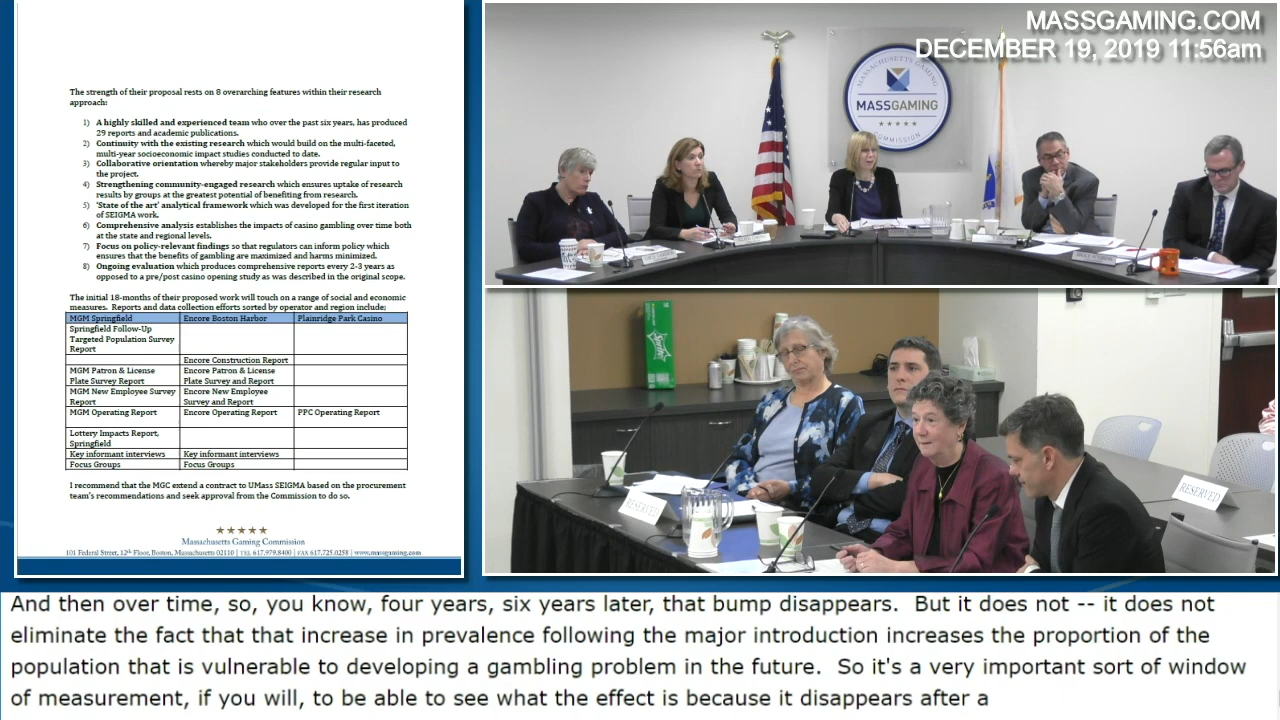 The strength of their proposal rests on 8 overarching features within their research
approach:
1) A highly skilled and experienced team who over the past six years, has produced
29 reports and academic publications.
2) Continuity with the existing research which would build on the multi-faceted,
multi-year socioeconomic impact studies conducted to date.
3) Collaborative orientation whereby major stakeholders provide regular input to
the project.
4) Strengthening community-engaged research which ensures uptake of research
results by groups at the greatest potential of benefiting from research.
5) 'State of the art' analytical framework which was developed for the first iteration
of SEIGMA work.
6) Comprehensive analysis establishes the impacts of casino gambling over time both
at the state and regional levels.
7) Focus on policy-relevant findings so that regulators can inform policy which
ensures that the benefits of gambling are maximized and harms minimized.
8) Ongoing evaluation which produces comprehensive reports every 2-3 years as
opposed to a pre/post casino opening study as was described in the original scope.
The initial 18-months of their proposed work will touch on a range of social and economic
measures. Reports and data collection efforts sorted by operator and region include;
MGM Springfield Encore Boston Harbor Plainridge Park Casino
Springfield Follow-Up
Targeted Population Survey
Report
Encore Construction Report
MGM Patron & License Encore Patron & License
Plate Survey Report Plate Survey and Report
MGM New Employee Survey Encore New Employee
Report Survey and Report
MGM Operating Report Encore Operating Report PPC Operating Report
Lottery Impacts Report,
Springfield
Key informant interviews Key informant interviews
Focus Groups Focus Groups
I recommend that the MGC extend a contract to UMass SEIGMA based on the procurement
team's recommendations and seek approval from the Commission to do so.
★★★★★
Massachusetts Gaming Commission
101 Federal Street, 12th Floor, Boston, Massachusetts 02110 | TEL 617.979.8400 | FAX 617.725.0258 | www.massgaming.com
MASSGAMING.COM
DECEMBER 19, 2019 11:56am
MASSACHUSETTS GAMING
MASSGAMING
COMMISSION
RESERVED
RESERVED
Sprite
And then over time, so, you know, four years, six years later, that bump disappears. But it does not -- it does not
eliminate the fact that that increase in prevalence following the major introduction increases the proportion of the
population that is vulnerable to developing a gambling problem in the future. So it's a very important sort of window
of measurement, if you will, to be able to see what the effect is because it disappears after a